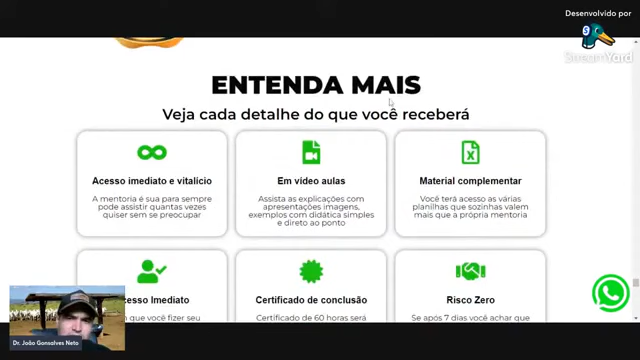 Desenvolvido por
StreamYard
ENTENDA MAIS
Veja cada detalhe do que você receberá
Acesso imediato e vitalício
A mentoria é sua para sempre
pode assistir quantas vezes
quiser sem se preocupar
Em vídeo aulas
Assista as explicações com
apresentações imagens,
exemplos com didática simples
e direto ao ponto
Material complementar
Você terá acesso as várias
planilhas que sozinhas valem
mais que a própria mentoria
cesso Imediato
m que você fizer seu
Certificado de conclusão
Certificado de 60 horas será
Risco Zero
Se após 7 dias você achar que
Dr. João Gonsalves Neto